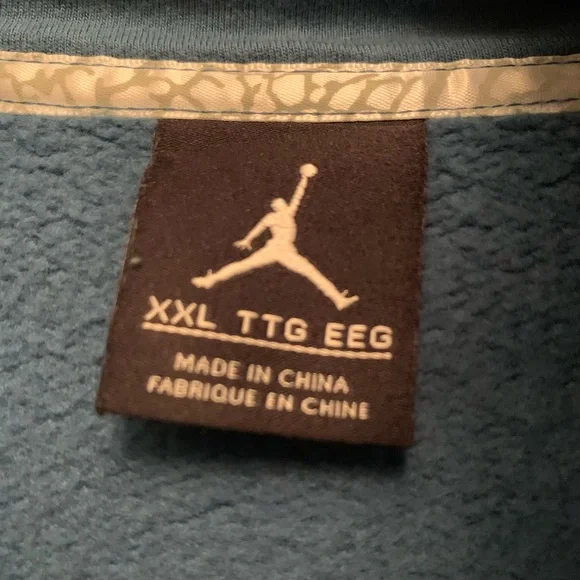 XXL TTG EEG
MADE IN CHINA
FABRIQUE EN CHINE